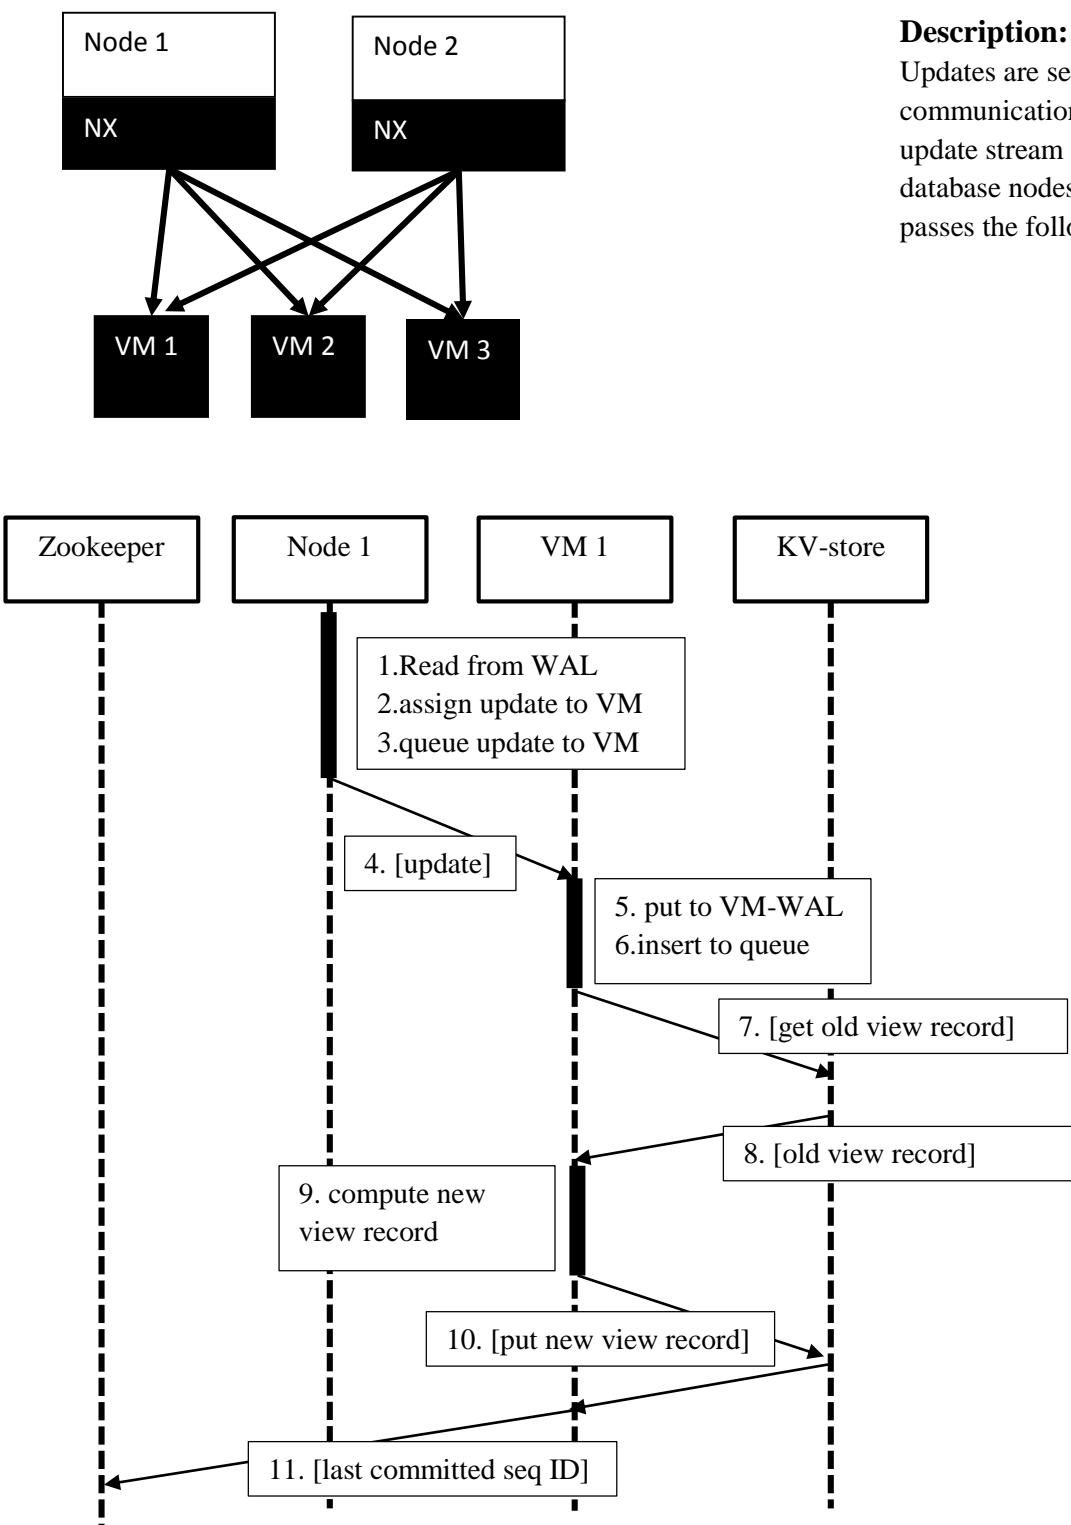 Node 1
NX
Node 2
NX
VM 1
VM 2
VM 3
Description:
Updates are se
communication
update stream
database nodes
passes the follo
Zookeeper
Node 1
VM 1
KV-store
1.Read from WAL
2.assign update to VM
3.queue update to VM
4. [update]
5. put to VM-WAL
6.insert to queue
7. [get old view record]
8. [old view record]
9. compute new
view record
10. [put new view record]
11. [last committed seq ID]